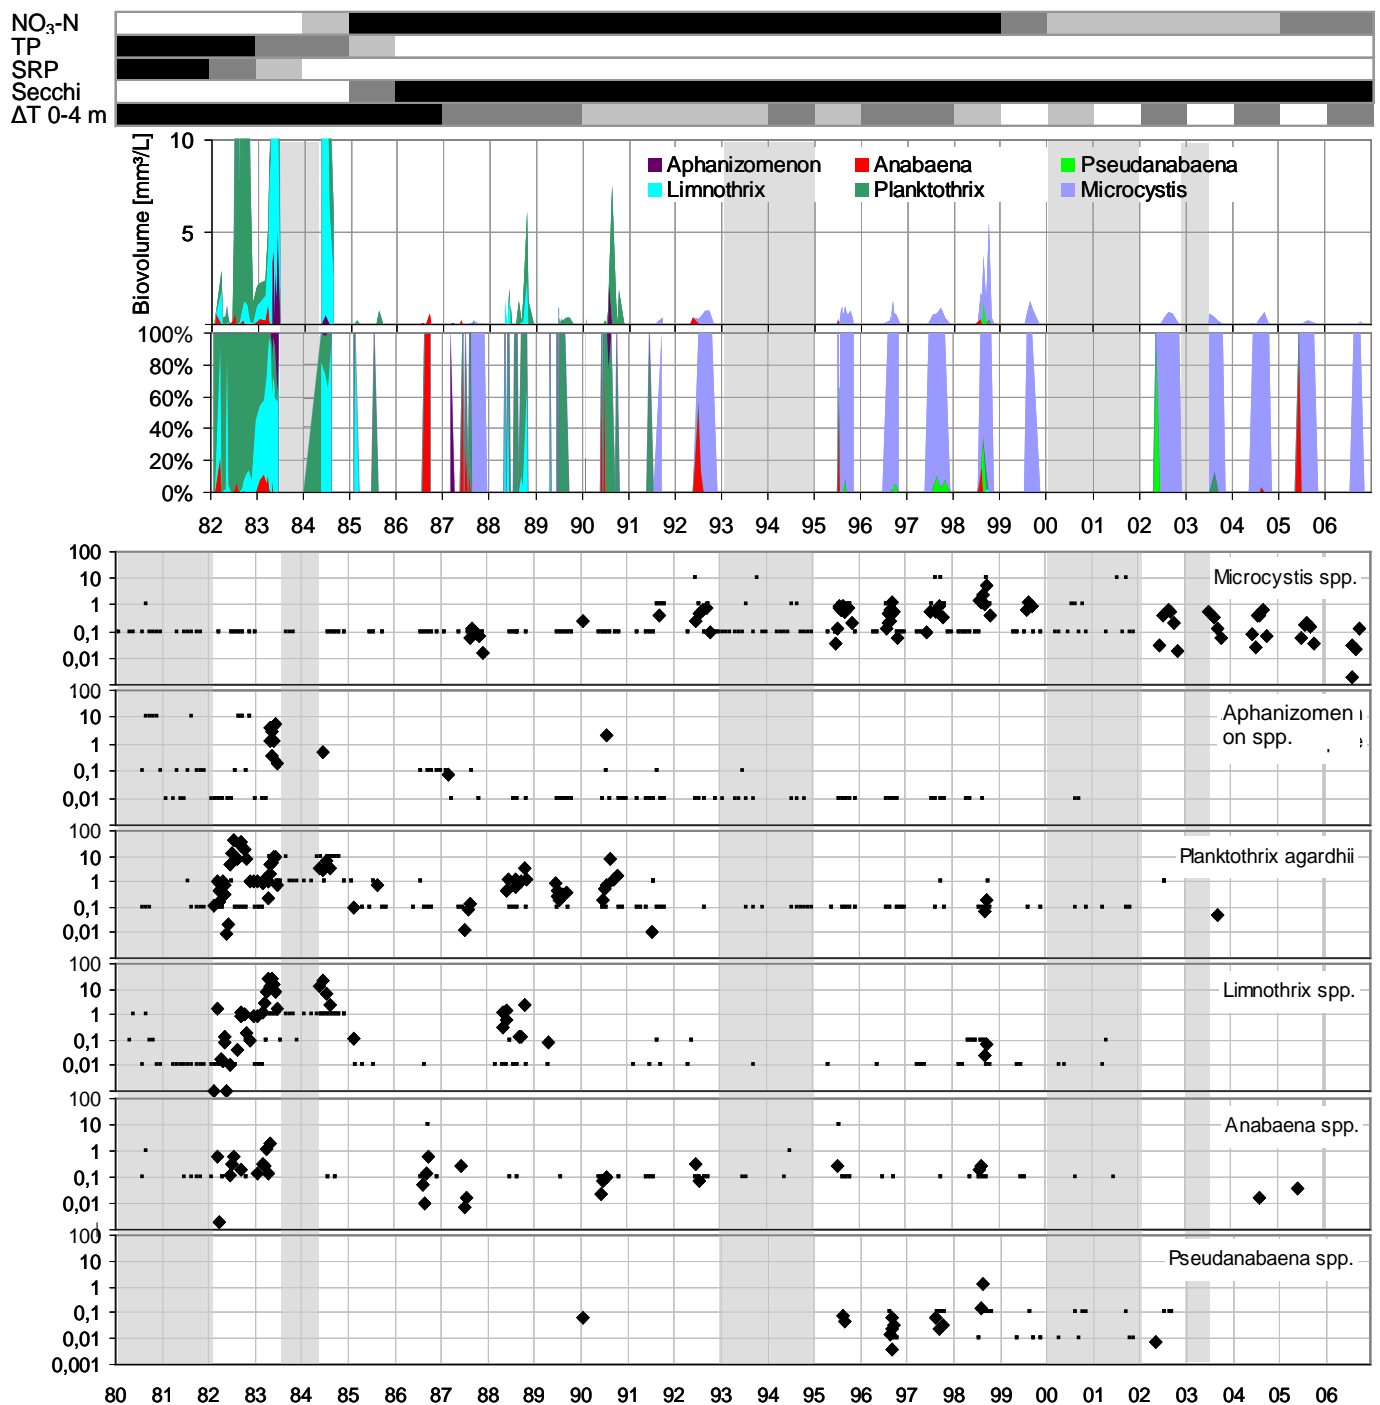 NO₃-N
TP
SRP
Secchi
ΔT 0-4 m
Biovolume [mm³/L]
10
5
Aphanizomenon Anabaena Pseudanabaena
Limnothrix Planktothrix Microcystis
100%
80%
60%
40%
20%
0%
82 83 84 85 86 87 88 89 90 91 92 93 94 95 96 97 98 99 00 01 02 03 04 05 06
100
10
1
0,1
0,01
Microcystis spp.
100
10
1
0,1
0,01
Aphanizomen
on spp.
100
10
1
0,1
0,01
Planktothrix agardhii
100
10
1
0,1
0,01
Limnothrix spp.
100
10
1
0,1
0,01
Anabaena spp.
100
10
1
0,1
0,01
0,001
Pseudanabaena spp.
80 81 82 83 84 85 86 87 88 89 90 91 92 93 94 95 96 97 98 99 00 01 02 03 04 05 06